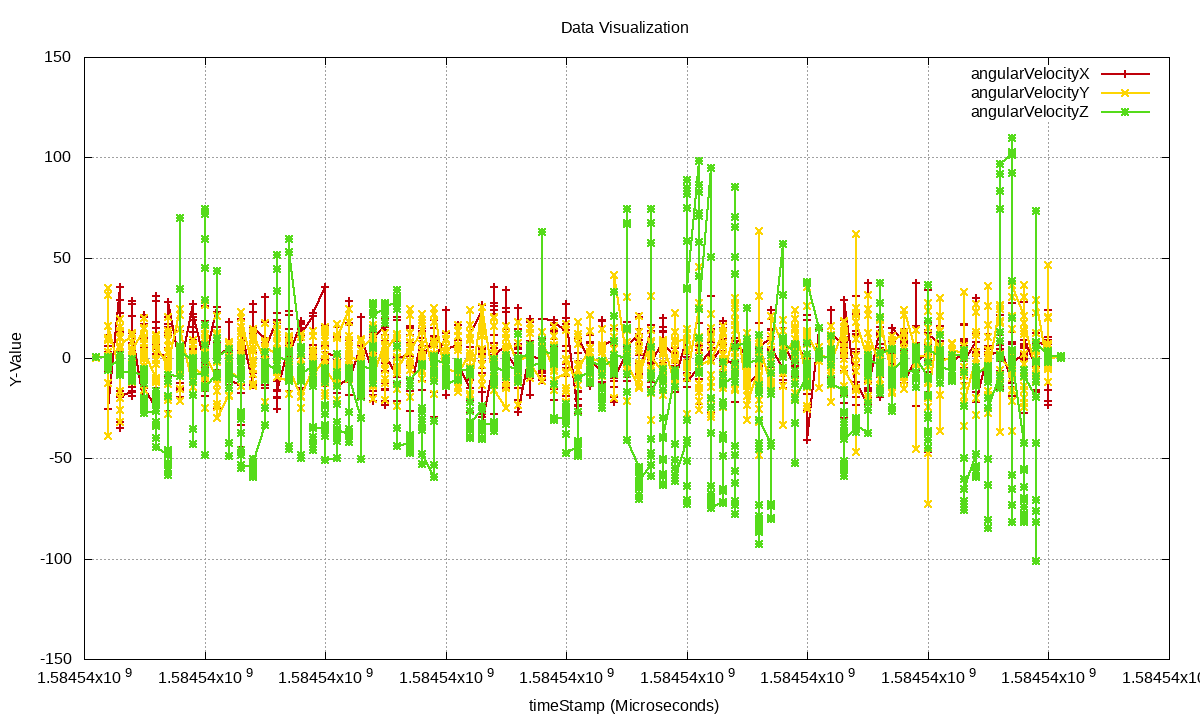 Data Visualization
angularVelocityX
angularVelocityY
angularVelocityZ
150
100
50
0
-50
-100
-150
Y-Value
1.58454x10 9 1.58454x10 9 1.58454x10 9 1.58454x10 9 1.58454x10 9 1.58454x10 9 1.58454x10 9 1.58454x10 9 1.58454x10 9 1.58454x10
timeStamp (Microseconds)